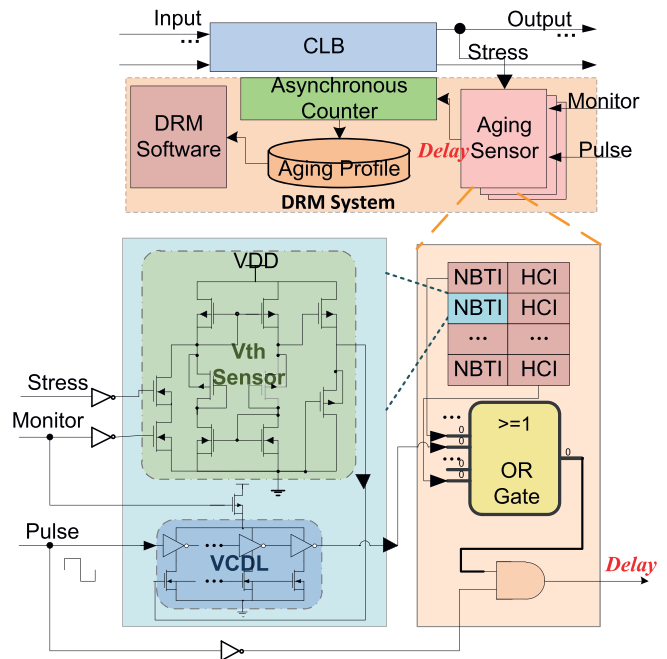 Input
...
CLB
Output
...
Stress
Asynchronous
Counter
DRM
Software
Aging Profile
Delay
Aging
Sensor
Monitor
Pulse
DRM System
VDD
Vth
Sensor
Stress
Monitor
Pulse
...
VCDL
...
NBTI HCI
NBTI HCI
... ...
NBTI HCI
...
0
0
...
0
0
>=1
OR
Gate
0
Delay